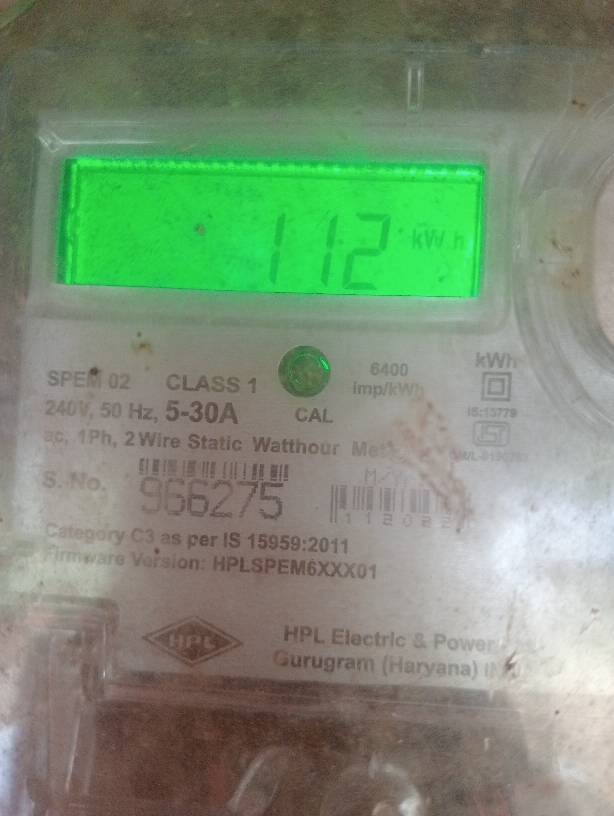 112 kW h
SPEM 02 CLASS 1
6400
imp/kWh
kWh
240V, 50 Hz, 5-30A
CAL
IS:13779
ISI
ac, 1Ph, 2 Wire Static Watthour
S. No.
966275
Category C3 as per IS 15959:2011
Firmware Version: HPLSPEM6XXX01
HPL
HPL Electric & Power
Gurugram (Haryana)